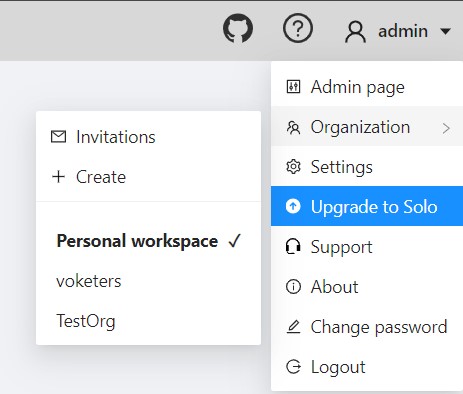 admin
Admin page
Organization
Settings
Upgrade to Solo
Support
About
Change password
Logout
Invitations
Create
Personal workspace
voketers
TestOrg